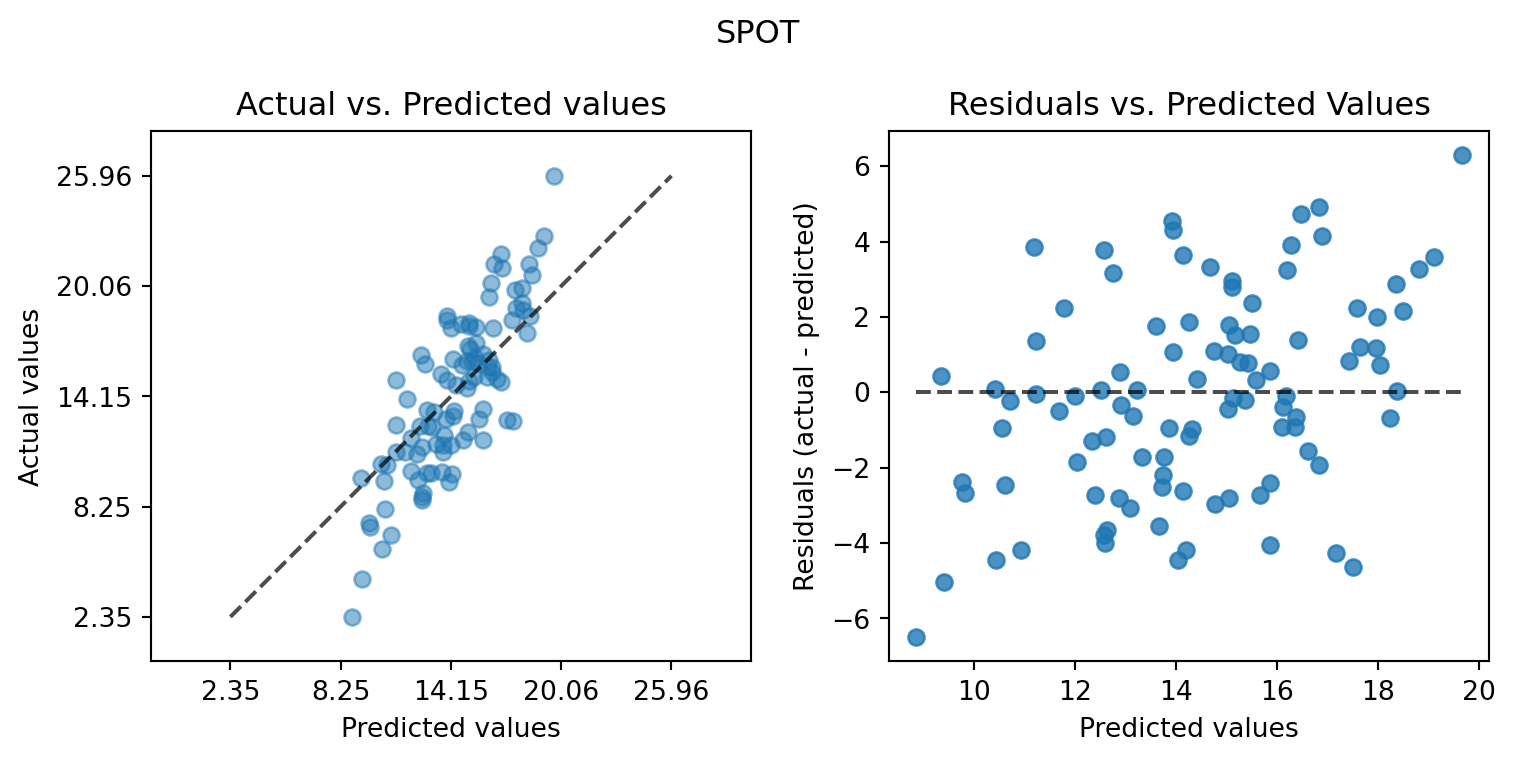 SPOT
Actual vs. Predicted values
Actual values
25.96
20.06
14.15
8.25
2.35
2.35 8.25 14.15 20.06 25.96
Predicted values
Residuals vs. Predicted Values
Residuals (actual - predicted)
6
4
2
0
−2
−4
−6
10 12 14 16 18 20
Predicted values